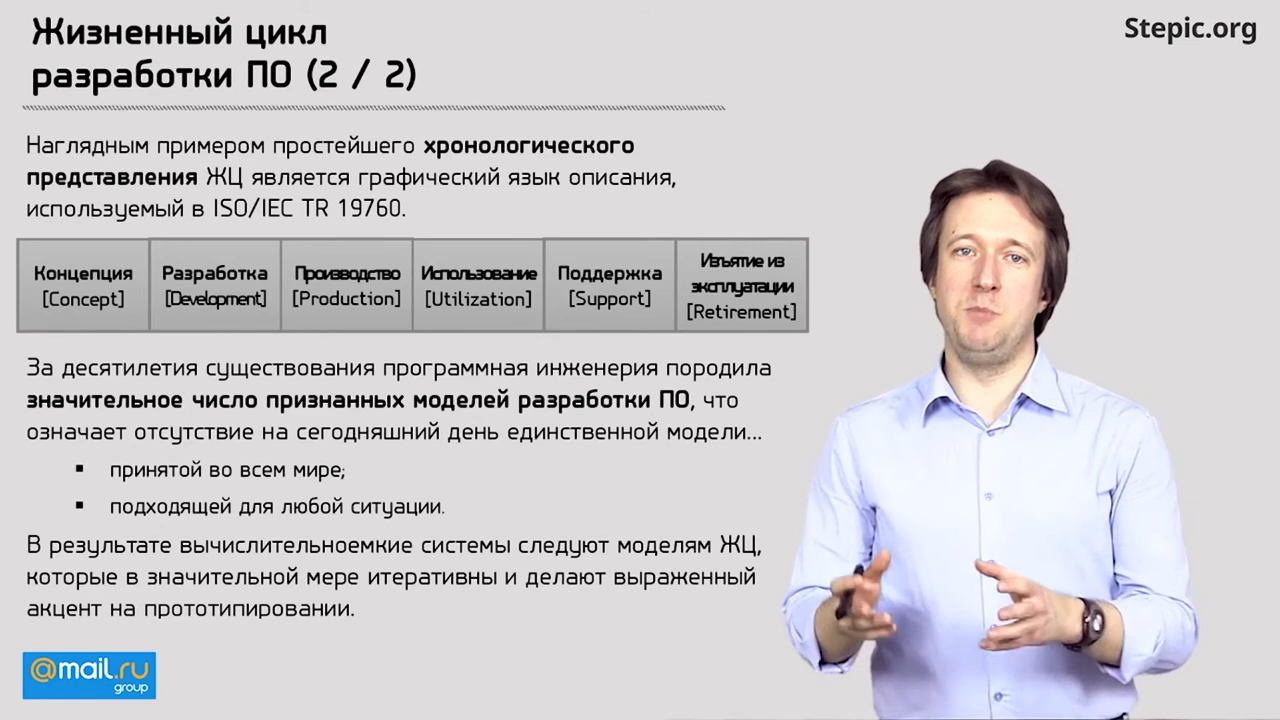 Жизненный цикл
разработки ПО (2 / 2)
Stepic.org
Наглядным примером простейшего хронологического
представления ЖЦ является графический язык описания,
используемый в ISO/IEC TR 19760.
Концепция
[Concept]
Разработка
[Development]
Производство
[Production]
Использование
[Utilization]
Поддержка
[Support]
Изъятие из
эксплуатации
[Retirement]
За десятилетия существования программная инженерия породила
значительное число признанных моделей разработки ПО, что
означает отсутствие на сегодняшний день единственной модели...
▪ принятой во всем мире;
▪ подходящей для любой ситуации.
В результате вычислительноемкие системы следуют моделям ЖЦ,
которые в значительной мере итеративны и делают выраженный
акцент на прототипировании.
@mail.ru
group